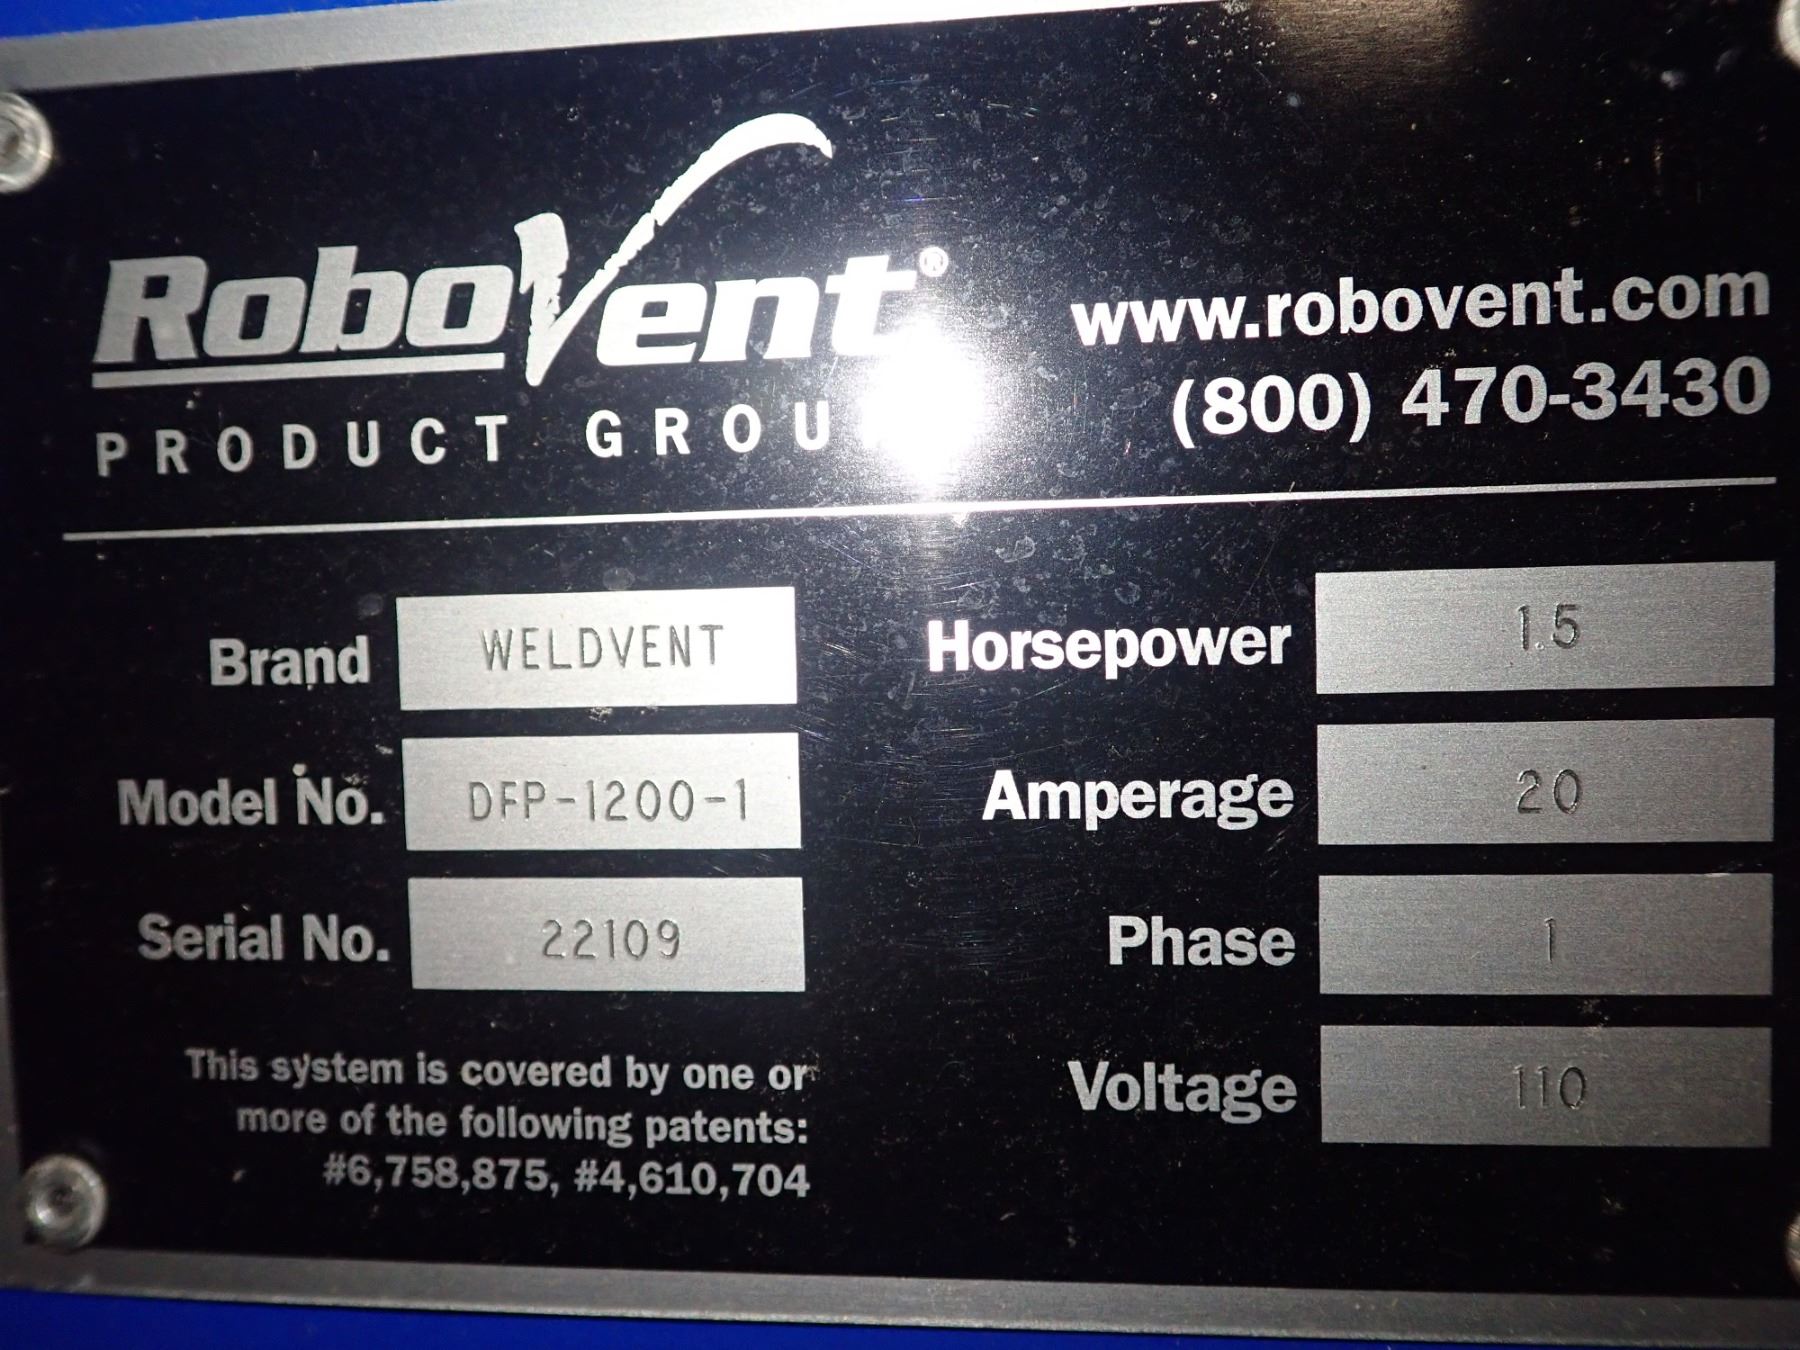 RoboVent®
PRODUCT GROUP
www.robovent.com
(800) 470-3430
Brand WELDVENT
Model No. DFP-1200-1
Serial No. 22109
This system is covered by one or
more of the following patents:
#6,758,875, #4,610,704
Horsepower 1.5
Amperage 20
Phase 1
Voltage 110